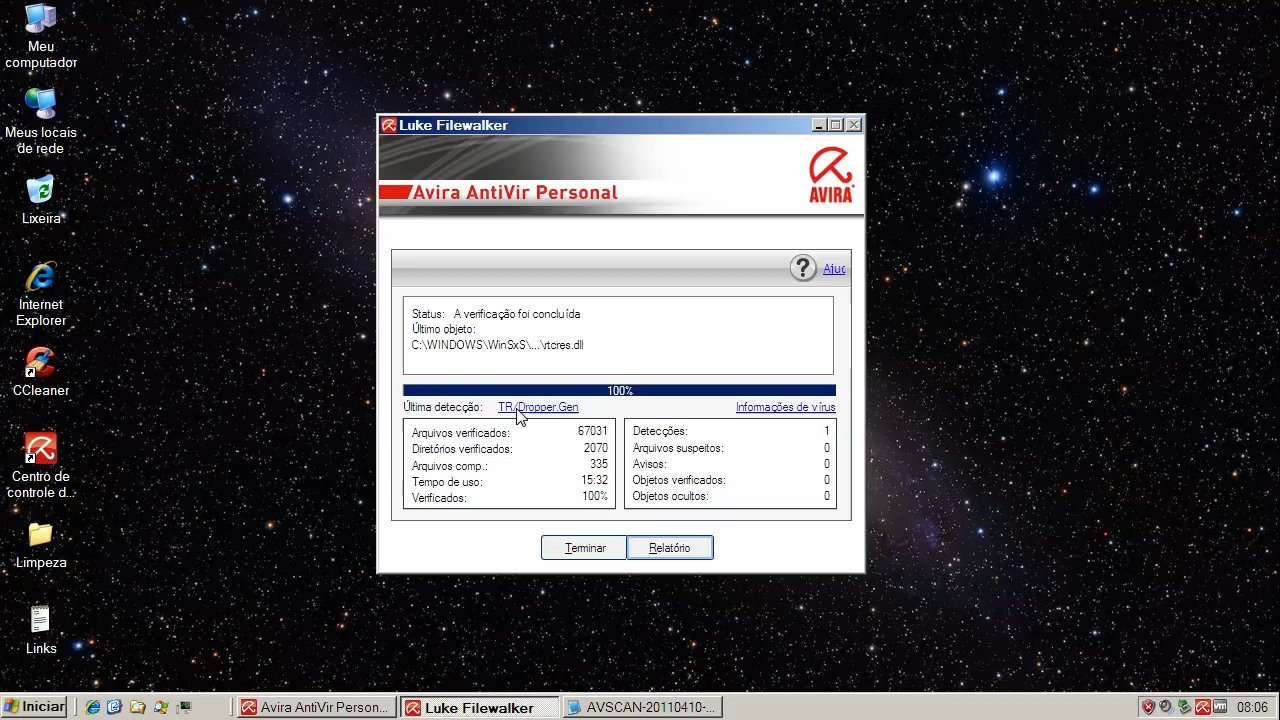 Meu
computador
Meus locais
de rede
Lixeira
Internet
Explorer
CCleaner
Centro de
controle d...
Limpeza
Links
Luke Filewalker
Avira AntiVir Personal
AVIRA
?
Ajuc
Status: A verificação foi concluída
Último objeto:
C:\WINDOWS\WinSxS\...\rtcres.dll
100%
Última detecção: TR/Dropper.Gen Informações de vírus
Arquivos verificados: 67031
Diretórios verificados: 2070
Arquivos comp.: 335
Tempo de uso: 15:32
Verificados: 100%
Detecções: 1
Arquivos suspeitos: 0
Avisos: 0
Objetos verificados: 0
Objetos ocultos: 0
Terminar Relatório
Iniciar Avira AntiVir Person... Luke Filewalker AVSCAN-20110410-... vm 08:06